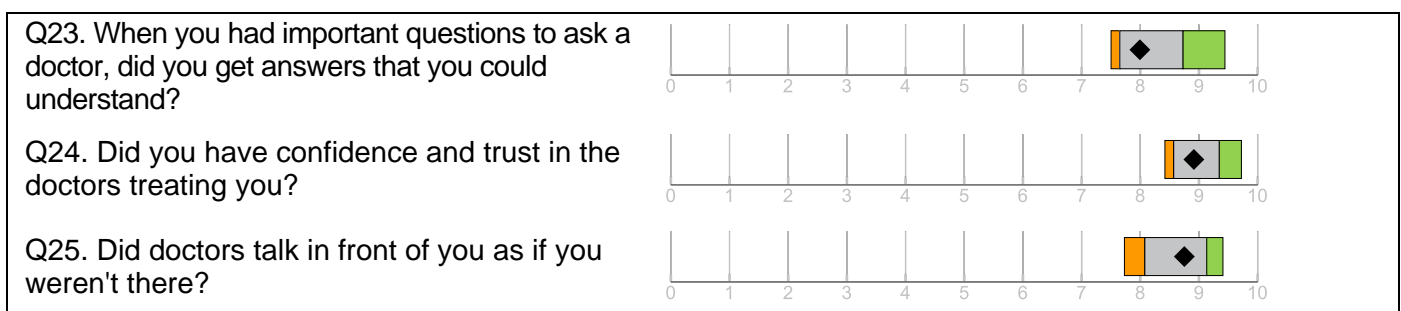 Q23. When you had important questions to ask a
doctor, did you get answers that you could
understand?
0 1 2 3 4 5 6 7 8 9 10
Q24. Did you have confidence and trust in the
doctors treating you?
0 1 2 3 4 5 6 7 8 9 10
Q25. Did doctors talk in front of you as if you
weren't there?
0 1 2 3 4 5 6 7 8 9 10